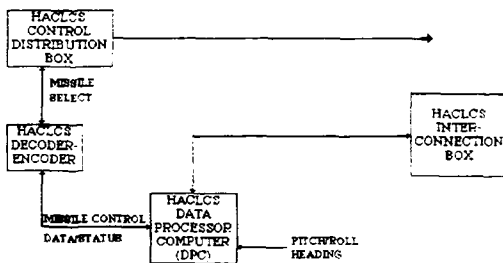 HACLCS
CONTROL
DISTRIBUTION
BOX
MISSILE
SELECT
HACLCS
DECODER-
ENCODER
HACLCS
INTER-
CONNECTION
BOX
MISSILE CONTROL
DATA/STATUS
HACLCS
DATA
PROCESSOR
COMPUTER
(DPC)
PITCH/ROLL
HEADING